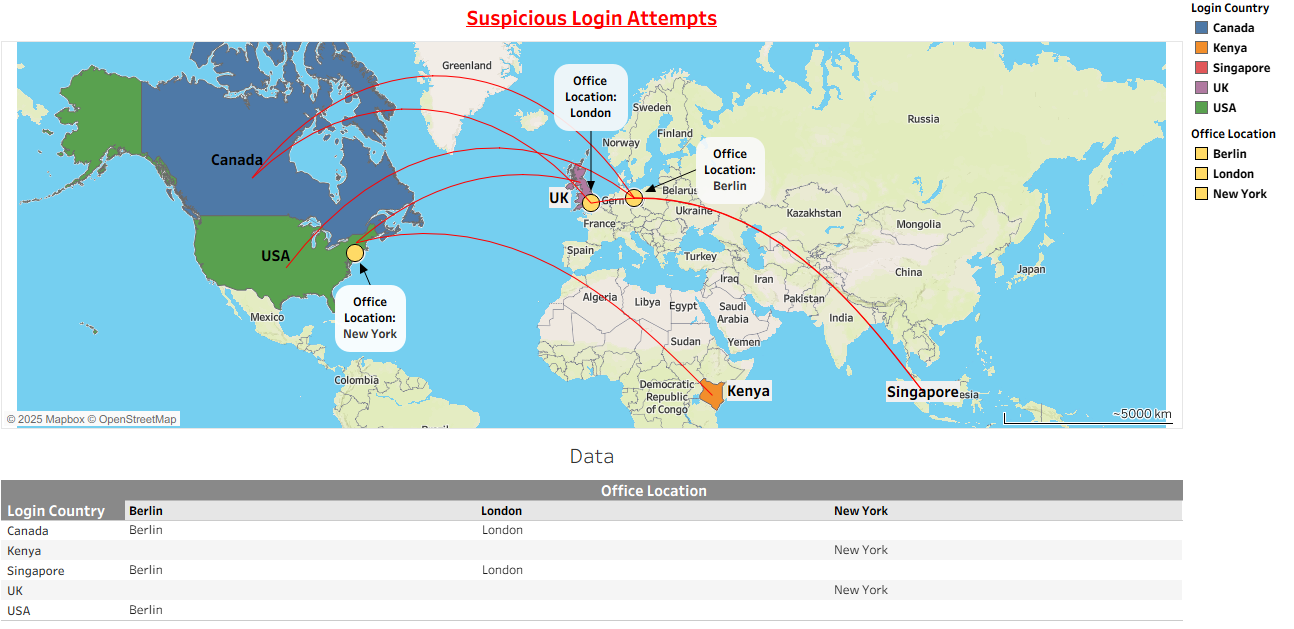 Suspicious Login Attempts
Login Country
Canada
Kenya
Singapore
UK
USA
Office Location
Berlin
London
New York
Greenland
Office
Location:
London
Sweden
Finland
Norway
Russia
Office
Location:
Berlin
Canada
UK
Germ
Belarus
Ukraine
France
Kazakhstan
Mongolia
USA
Spain
Turkey
China
Japan
Iraq
Iran
Office
Location:
New York
Algeria
Libya
Egypt
Saudi
Arabia
Pakistan
India
Mexico
Sudan
Yemen
Colombia
Democratic
Republic
of Congo
Kenya
Singapore
esia
~5000 km
© 2025 Mapbox © OpenStreetMap
Data
Office Location
Login Country Berlin London New York
Canada Berlin London
Kenya New York
Singapore Berlin London
UK New York
USA Berlin